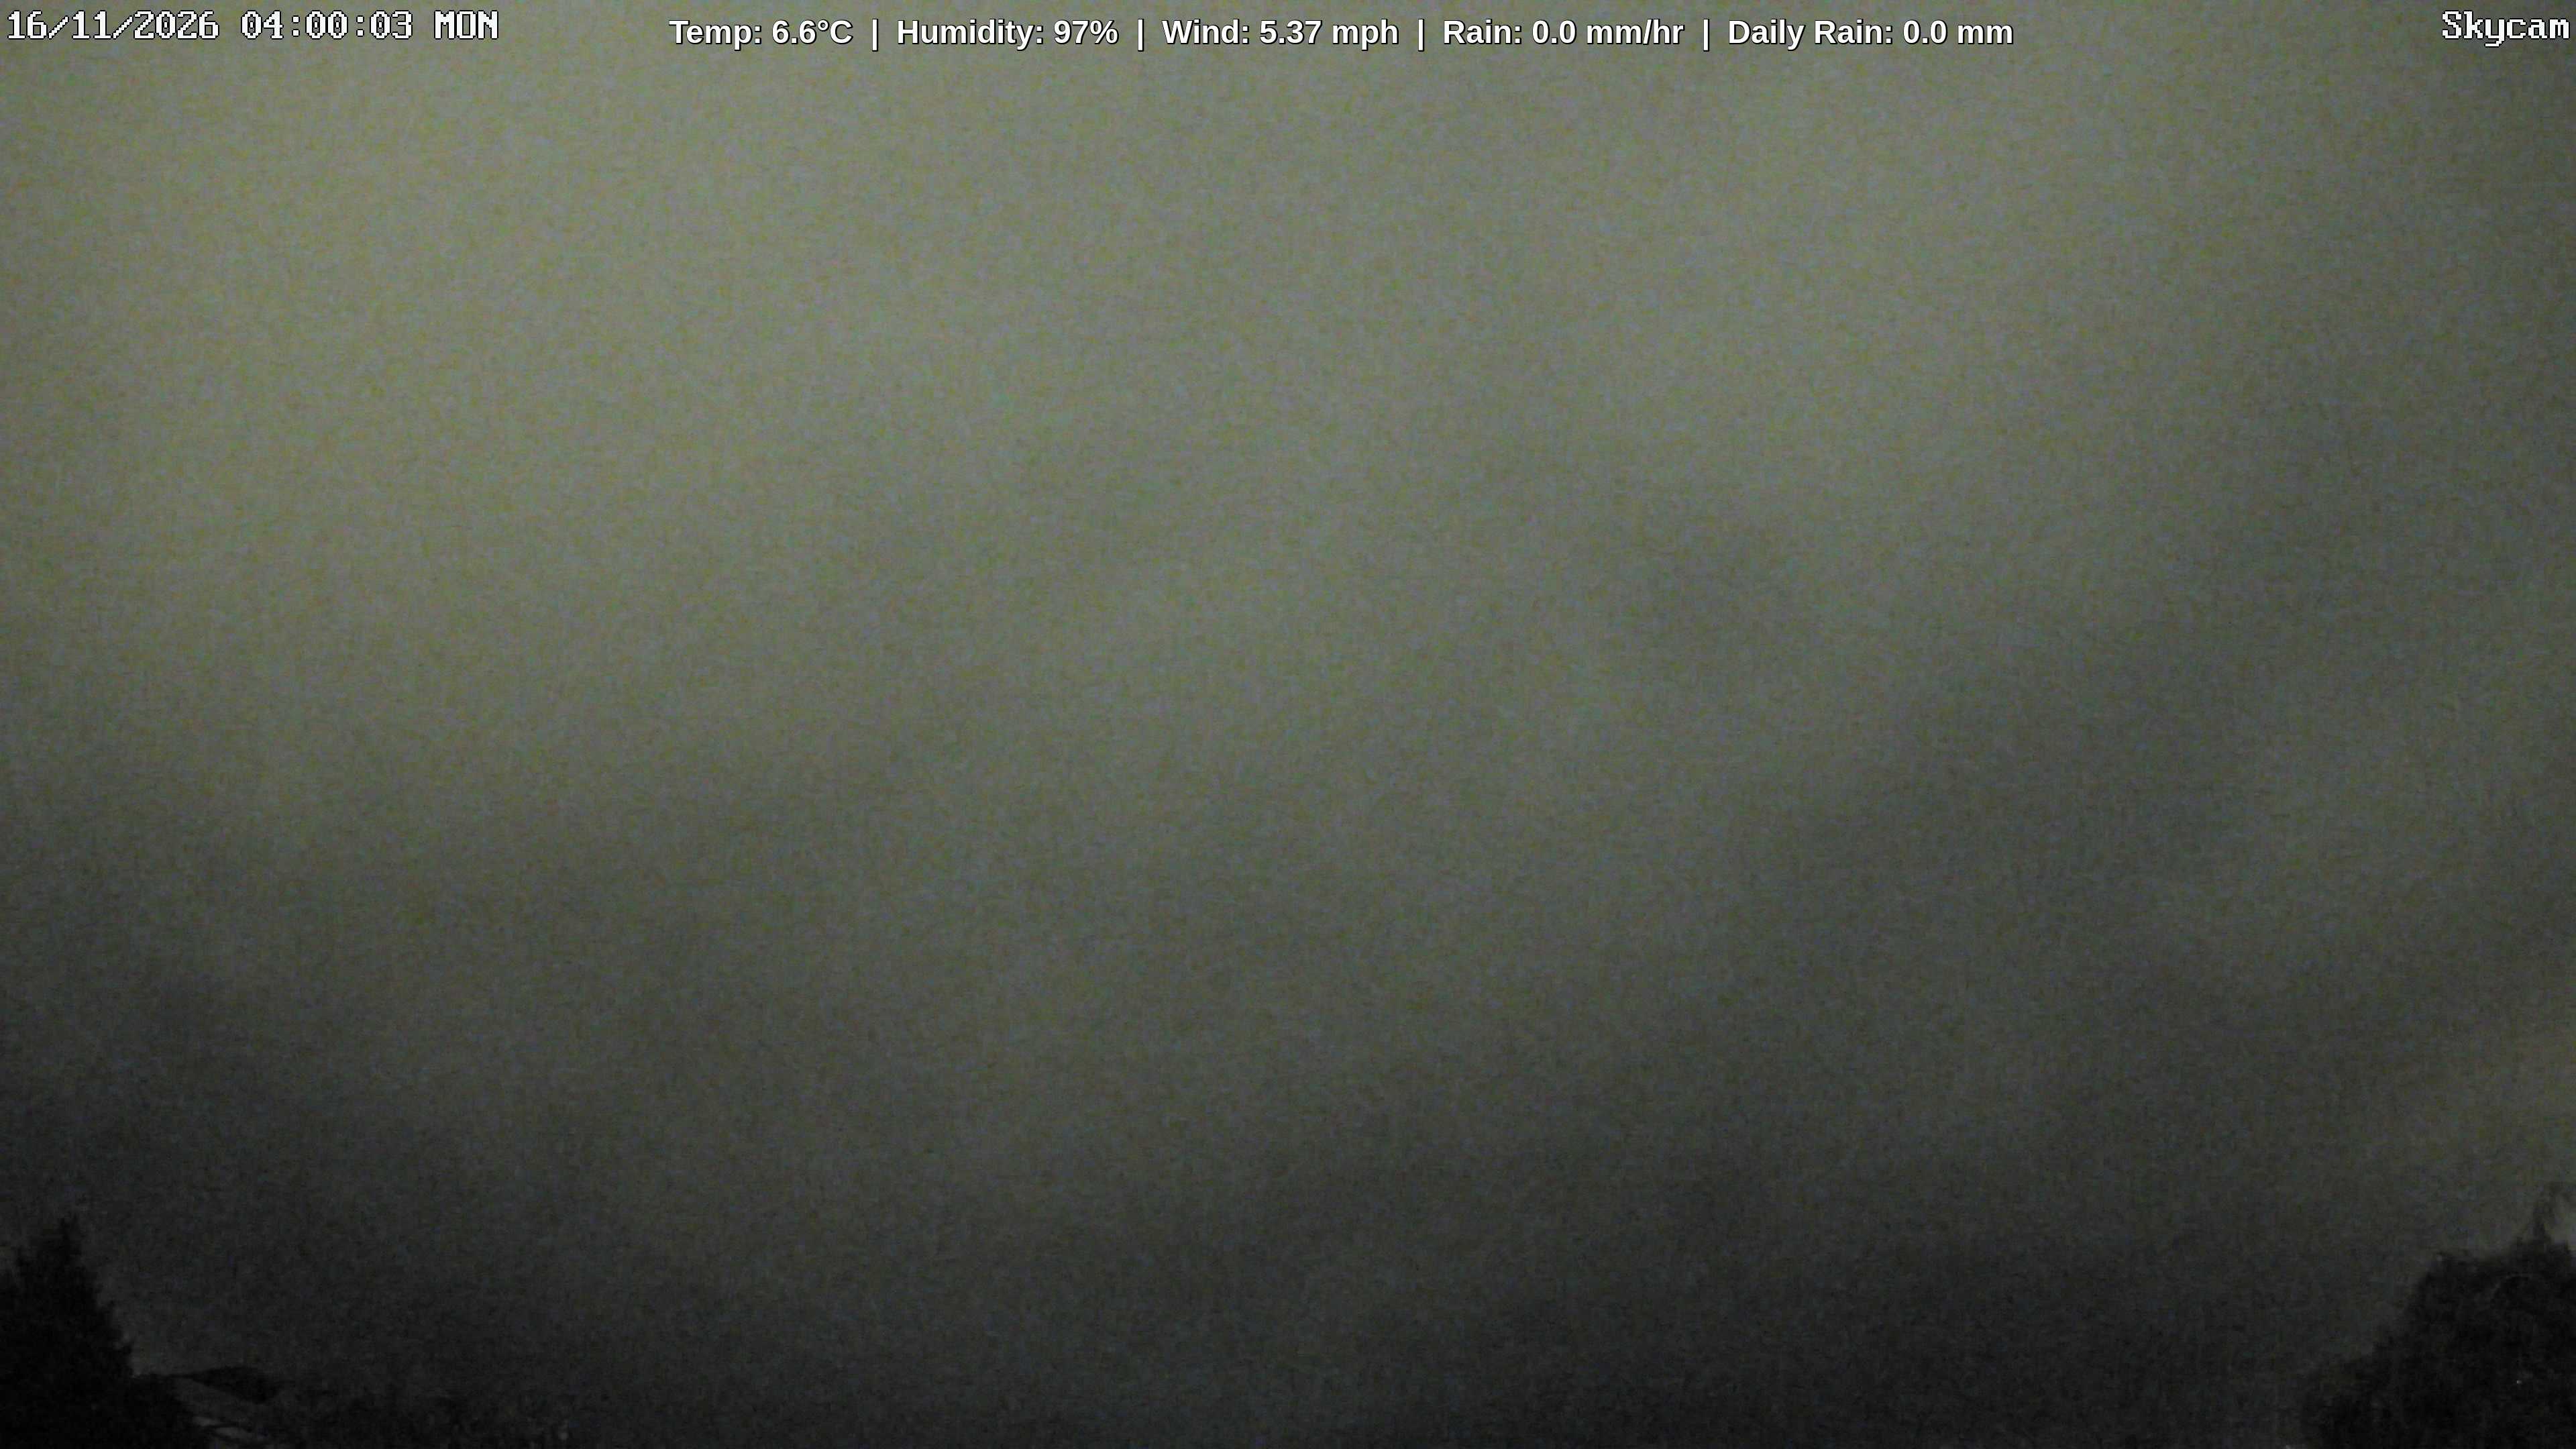 16/11/2026 04:00:03 MON
Temp: 6.6°C | Humidity: 97% | Wind: 5.37 mph | Rain: 0.0 mm/hr | Daily Rain: 0.0 mm
Skycam